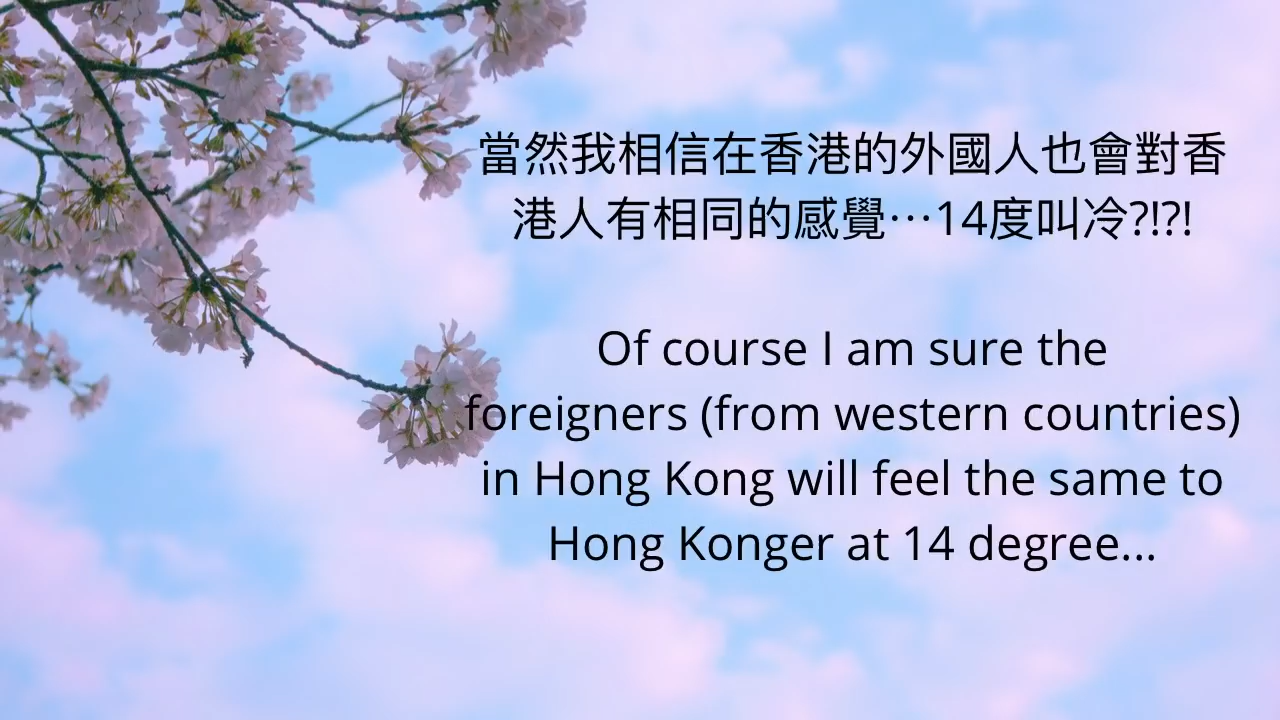 當然我相信在香港的外國人也會對香
港人有相同的感覺⋯14度叫冷?!?!
Of course I am sure the
foreigners (from western countries)
in Hong Kong will feel the same to
Hong Konger at 14 degree...